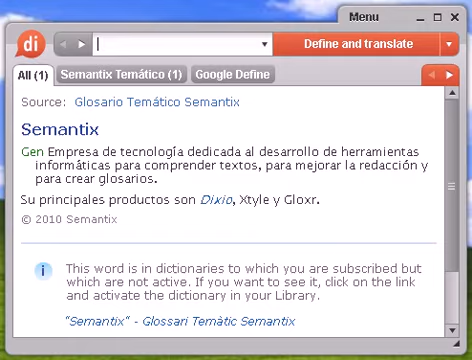 Menu
di
Define and translate
All (1)
Semantix Temático (1)
Google Define
Source: Glosario Temático Semantix
Semantix
Gen Empresa de tecnología dedicada al desarrollo de herramientas
informáticas para comprender textos, para mejorar la redacción y
para crear glosarios.
Su principales productos son Dixio, Xtyle y Gloxr.
© 2010 Semantix
i
This word is in dictionaries to which you are subscribed but
which are not active. If you want to see it, click on the link
and activate the dictionary in your Library.
"Semantix" - Glossari Temàtic Semantix